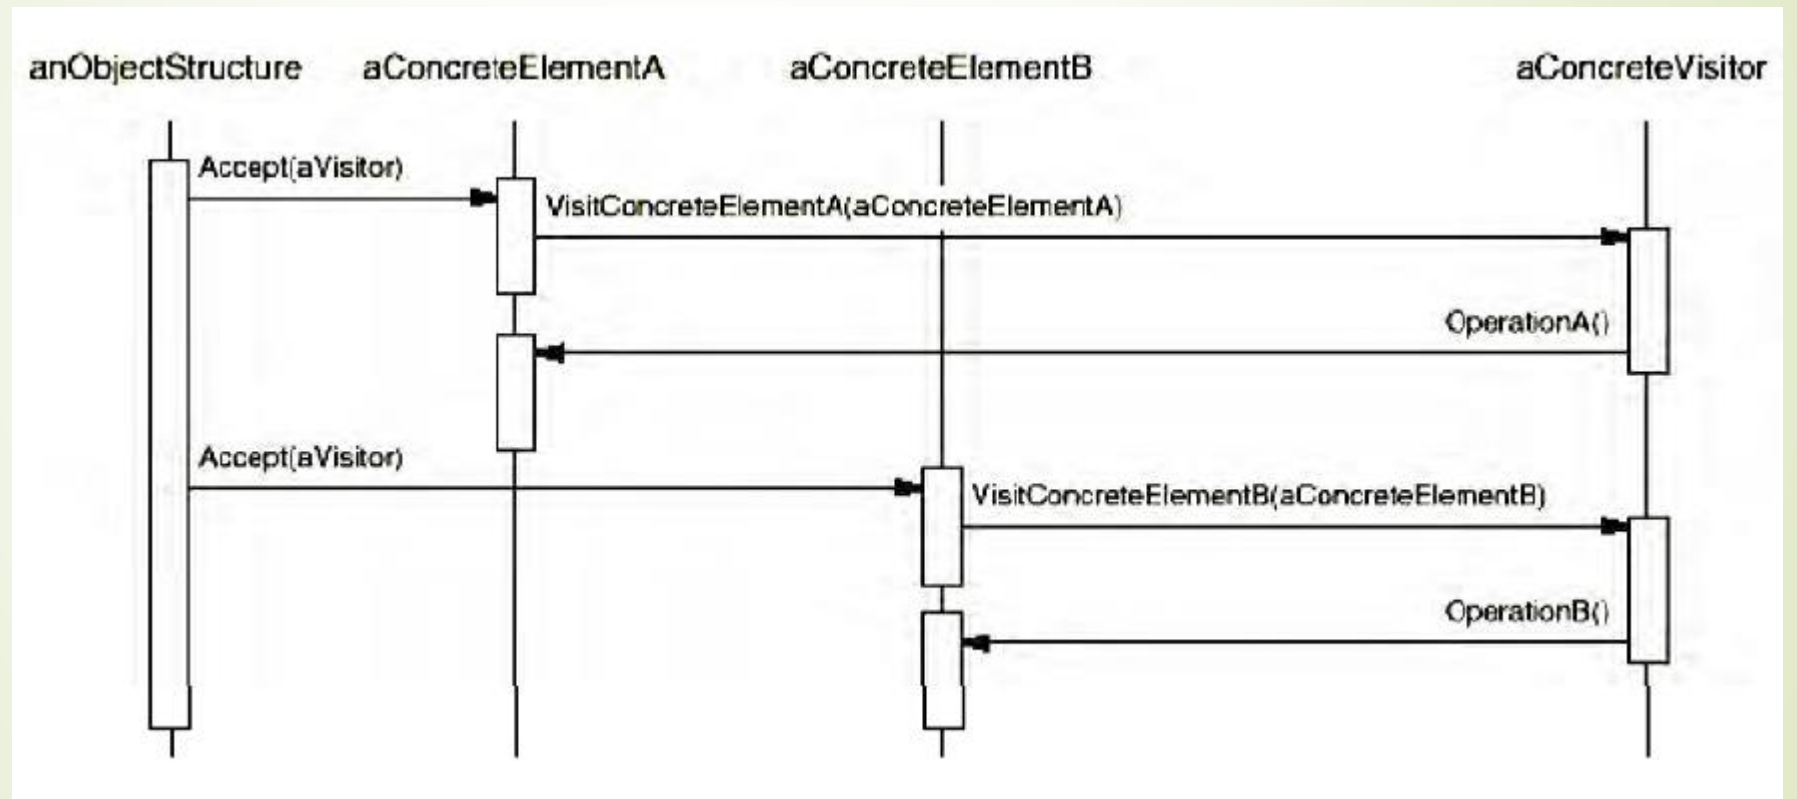 anObjectStructure aConcreteElementA aConcreteElementB aConcreteVisitor
Accept(aVisitor)
VisitConcreteElementA(aConcreteElementA)
OperationA()
Accept(aVisitor)
VisitConcreteElementB(aConcreteElementB)
OperationB()